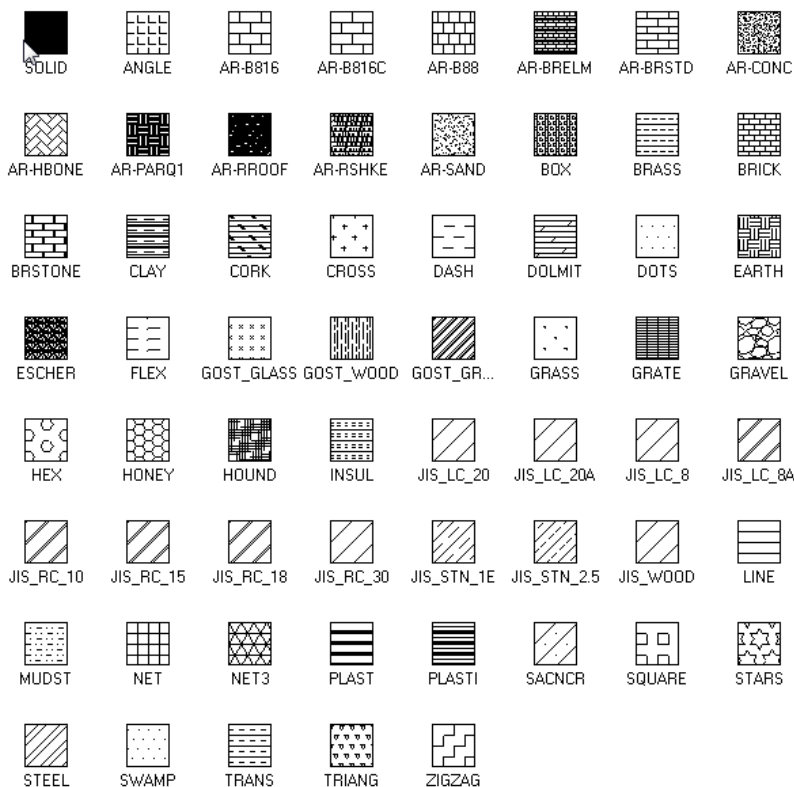 SOLID ANGLE AR-B816 AR-B816C AR-B88 AR-BRELM AR-BRSTD AR-CONC
AR-HBONE AR-PARQ1 AR-RROOF AR-RSHKE AR-SAND BOX BRASS BRICK
BRSTONE CLAY CORK CROSS DASH DOLMIT DOTS EARTH
ESCHER FLEX GOST_GLASS GOST_WOOD GOST_GR... GRASS GRATE GRAVEL
HEX HONEY HOUND INSUL JIS_LC_20 JIS_LC_20A JIS_LC_8 JIS_LC_8A
JIS_RC_10 JIS_RC_15 JIS_RC_18 JIS_RC_30 JIS_STN_1E JIS_STN_2.5 JIS_WOOD LINE
MUDST NET NET3 PLAST PLASTI SACNCR SQUARE STARS
STEEL SWAMP TRANS TRIANG ZIGZAG